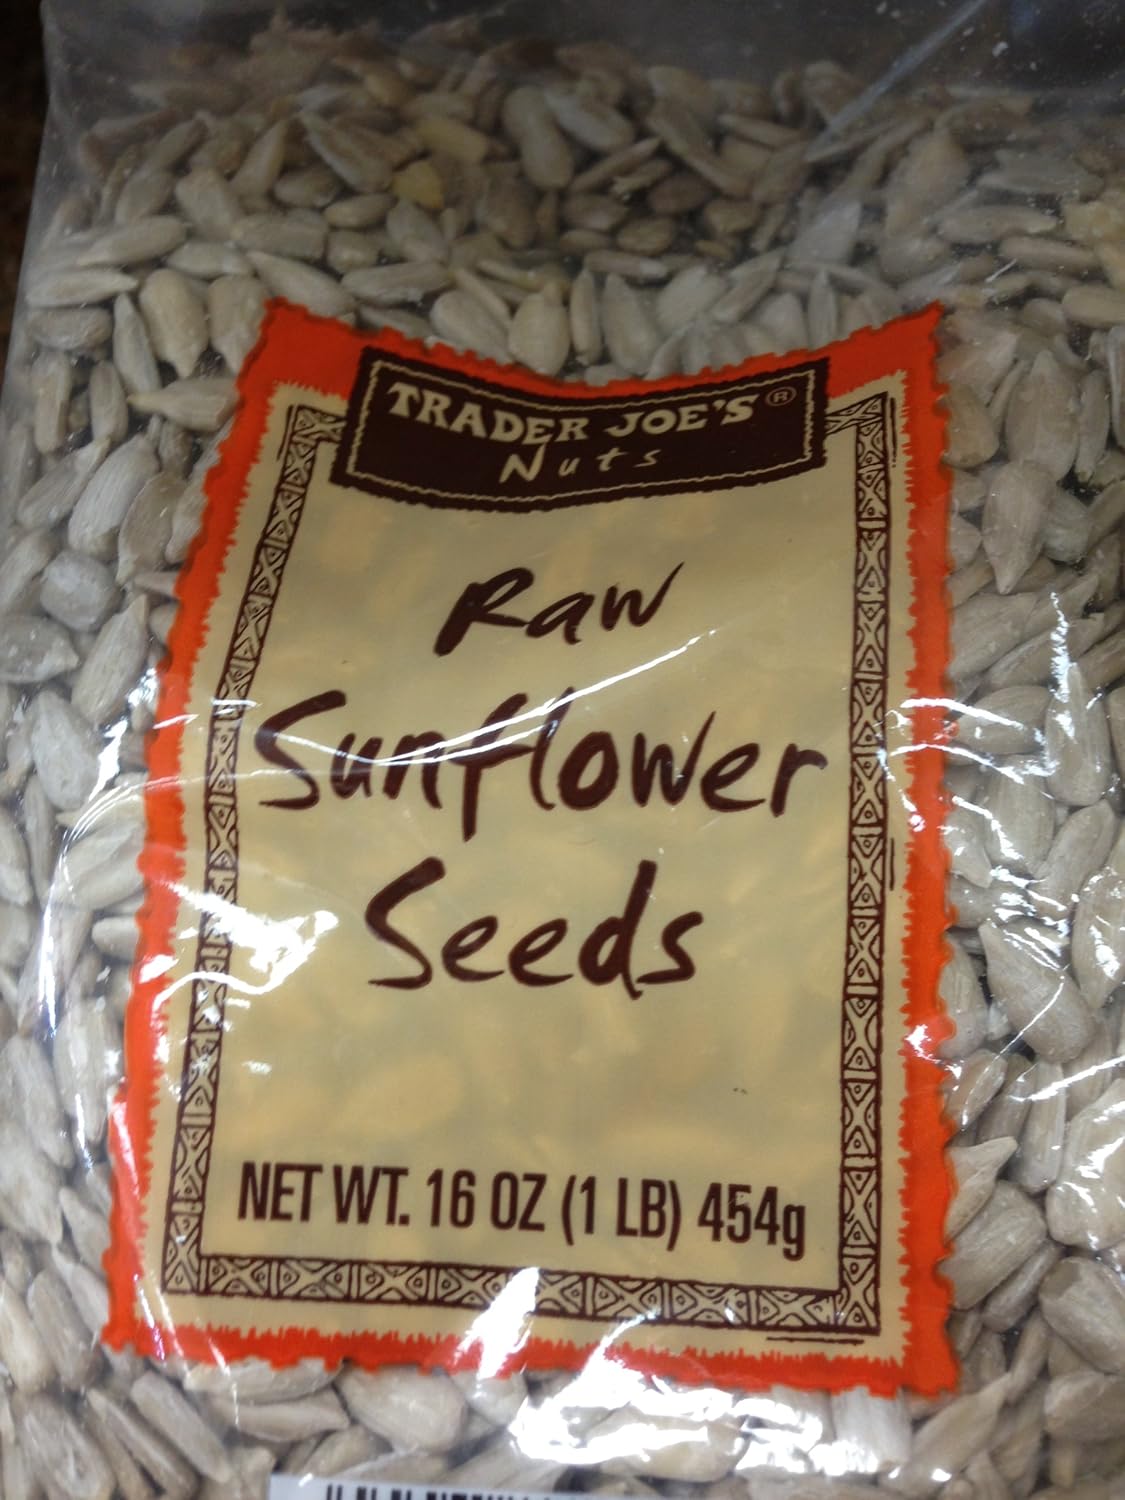 TRADER JOE'S®
Nuts
Raw
Sunflower
Seeds
NET WT. 16 OZ (1 LB) 454g